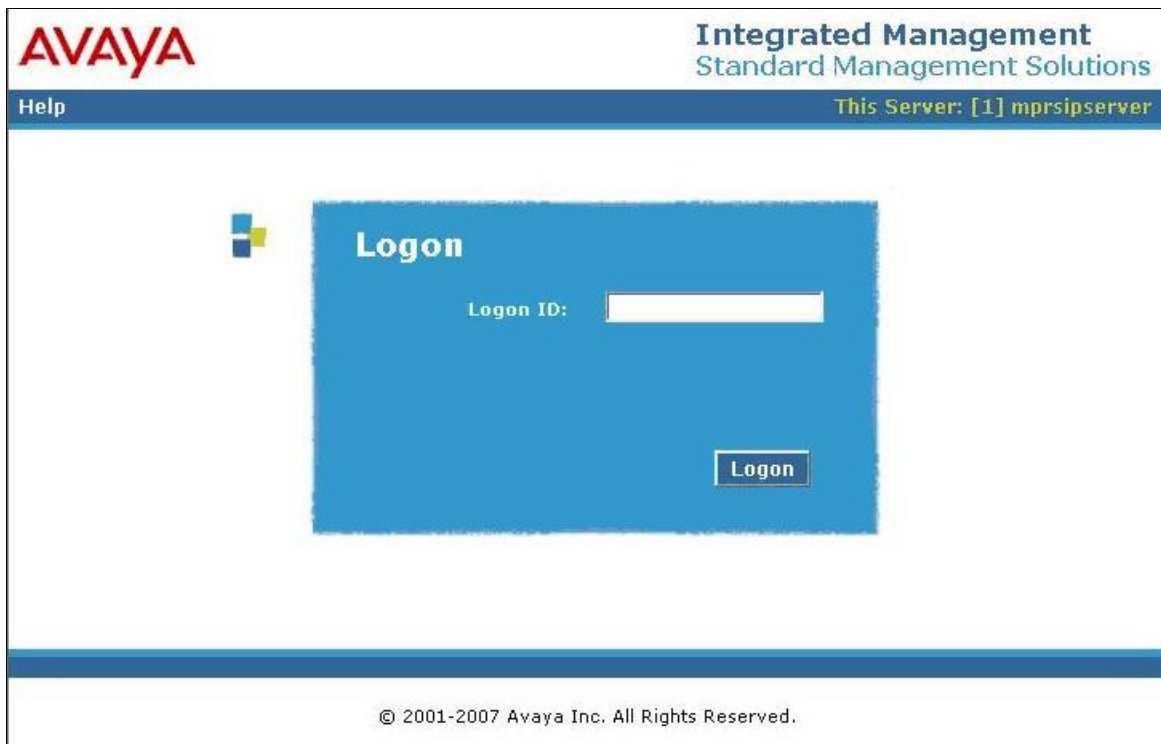 AVAYA
Integrated Management
Standard Management Solutions
Help
This Server: [1] mprsipserver
Logon
Logon ID:
Logon
© 2001-2007 Avaya Inc. All Rights Reserved.